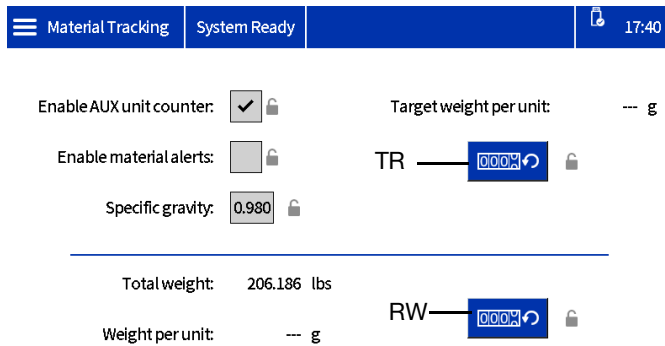 Material Tracking System Ready 17:40
Enable AUX unit counter: Target weight per unit: --- g
Enable material alerts: TR 000
Specific gravity: 0.980
Total weight: 206.186 lbs
RW 000
Weight per unit: --- g